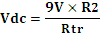 Vdc = 9V × R2 / Rtr